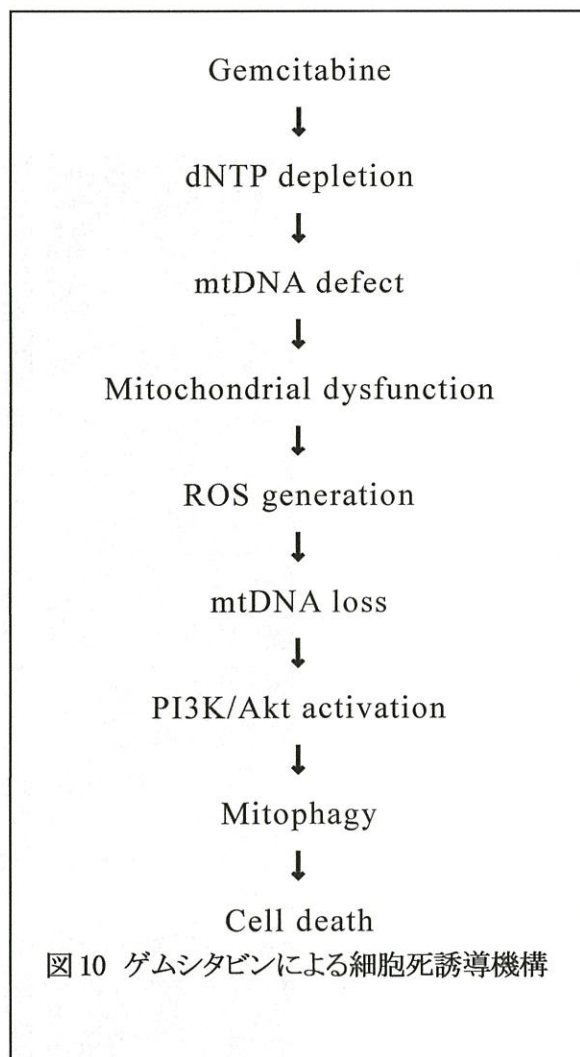 Gemcitabine
↓
dNTP depletion
↓
mtDNA defect
↓
Mitochondrial dysfunction
↓
ROS generation
↓
mtDNA loss
↓
PI3K/Akt activation
↓
Mitophagy
↓
Cell death
図10 ゲムシタビンによる細胞死誘導機構